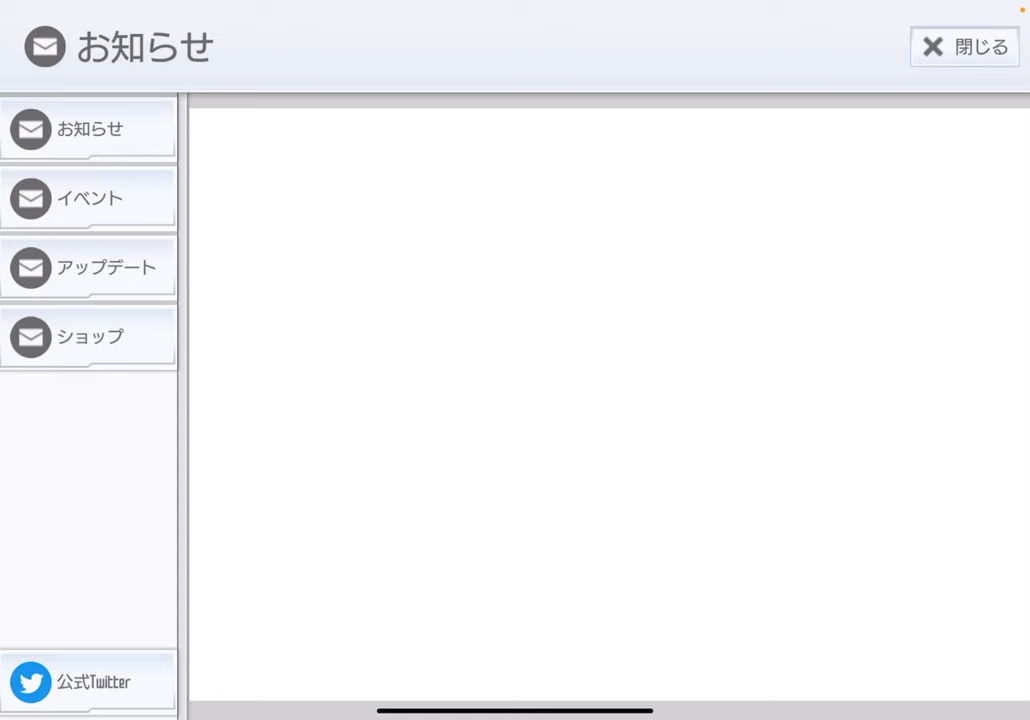 お知らせ
閉じる
お知らせ
イベント
アップデート
ショップ
公式Twitter